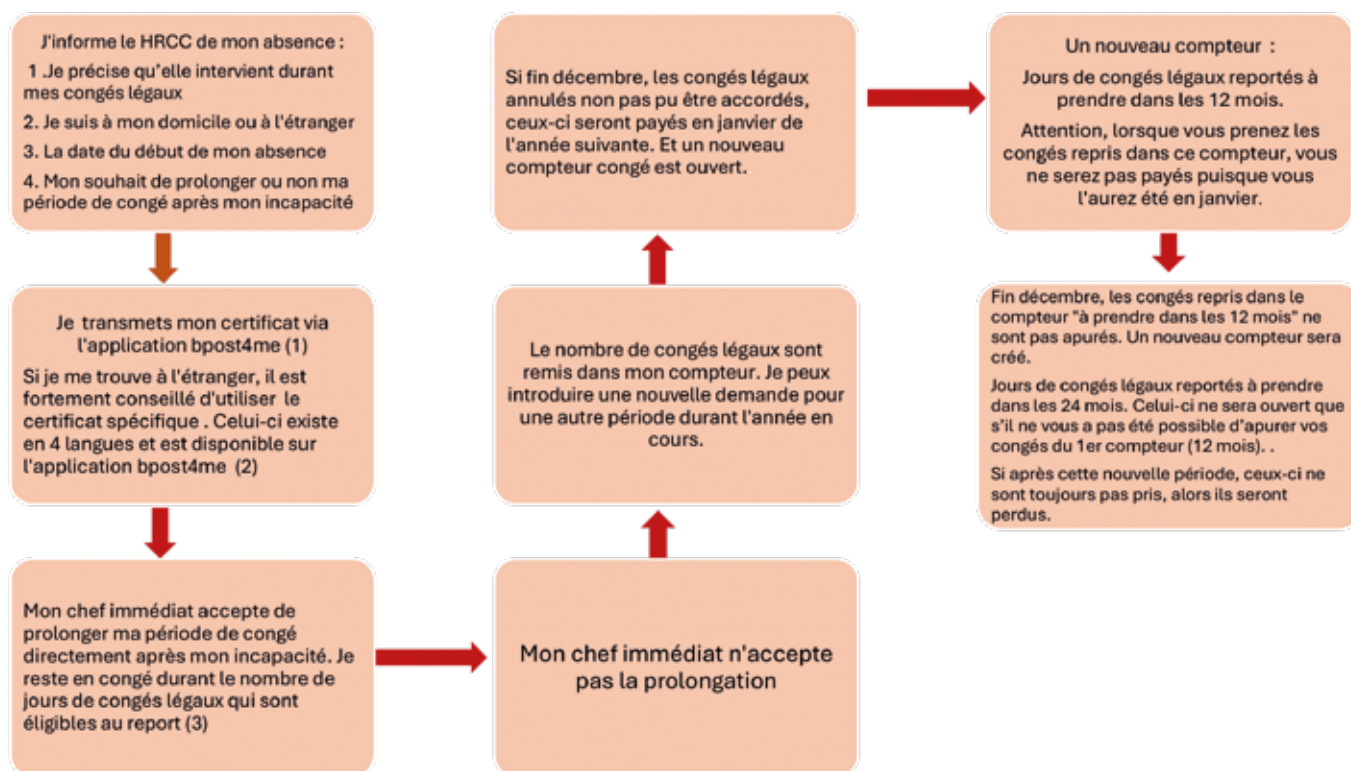 J'informe le HRCC de mon absence :
1 .Je précise qu'elle intervient durant
mes congés légaux
2. Je suis à mon domicile ou à l'étranger
3. La date du début de mon absence
4. Mon souhait de prolonger ou non ma
période de congé après mon incapacité
Je transmets mon certificat via
l'application bpost4me (1)
Si je me trouve à l'étranger, il est
fortement conseillé d'utiliser le
certificat spécifique . Celui-ci existe
en 4 langues et est disponible sur
l'application bpost4me (2)
Mon chef immédiat accepte de
prolonger ma période de congé
directement après mon incapacité. Je
reste en congé durant le nombre de
jours de congés légaux qui sont
éligibles au report (3)
Mon chef immédiat n'accepte
pas la prolongation
Le nombre de congés légaux sont
remis dans mon compteur. Je peux
introduire une nouvelle demande pour
une autre période durant l'année en
cours.
Si fin décembre, les congés légaux
annulés non pas pu être accordés,
ceux-ci seront payés en janvier de
l'année suivante. Et un nouveau
compteur congé est ouvert.
Un nouveau compteur :
Jours de congés légaux reportés à
prendre dans les 12 mois.
Attention, lorsque vous prenez les
congés repris dans ce compteur, vous
ne serez pas payés puisque vous
l'aurez été en janvier.
Fin décembre, les congés repris dans le
compteur "à prendre dans les 12 mois" ne
sont pas apurés. Un nouveau compteur sera
créé.
Jours de congés légaux reportés à prendre
dans les 24 mois. Celui-ci ne sera ouvert que
s'il ne vous a pas été possible d'apurer vos
congés du 1er compteur (12 mois). .
Si après cette nouvelle période, ceux-ci ne
sont toujours pas pris, alors ils seront
perdus.